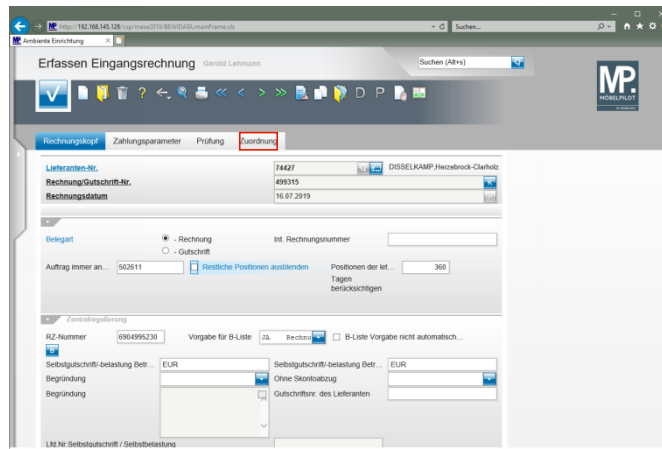 http://192.168.145.128/csp/mese2019/BEWIDATA.mainFrame.cls
Suchen...
Ambiente Einrichtung
Erfassen Eingangsrechnung Gerald Lehmann
Suchen (Alt+s)
MP.
MÖBELPILOT
D P
Rechnungskopf Zahlungsparameter Prüfung Zuordnung
Lieferanten-Nr. 74427 DISSELKAMP,Herzebrock-Clarholz
Rechnung/Gutschrift-Nr. 499315
Rechnungsdatum 16.07.2019
Belegart - Rechnung Int. Rechnungsnummer
- Gutschrift
Auftrag immer an... 502611 Restliche Positionen ausblenden Positionen der let... 360
Tagen
berücksichtigen
Zentralregulierung
RZ-Nummer 6904995230 Vorgabe für B-Liste JA Rechnu B-Liste Vorgabe nicht automatisch...
B
Selbstgutschrift/-belastung Betr... EUR Selbstgutschrift/-belastung Betr... EUR
Begründung Ohne Skontoabzug
Begründung Gutschriftsnr. des Lieferanten
Lfd.Nr.Selbstgutschrift / Selbstbelastung